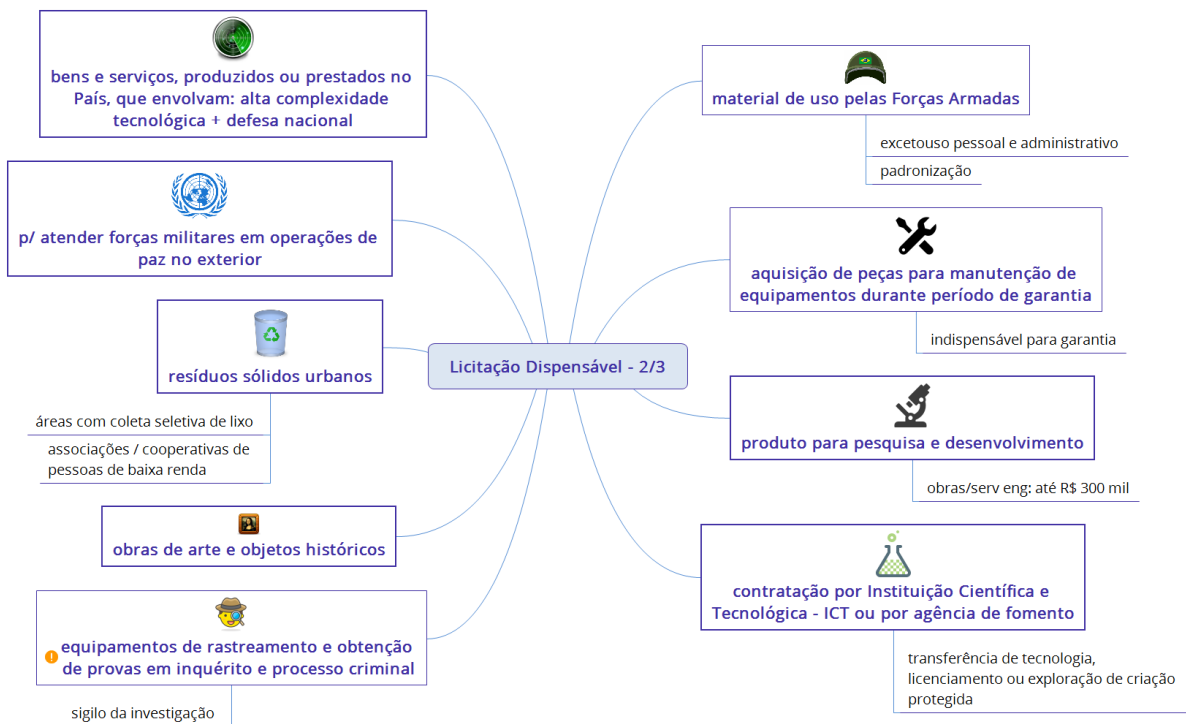 bens e serviços, produzidos ou prestados no
País, que envolvam: alta complexidade
tecnológica + defesa nacional
p/ atender forças militares em operações de
paz no exterior
resíduos sólidos urbanos
áreas com coleta seletiva de lixo
associações / cooperativas de
pessoas de baixa renda
obras de arte e objetos históricos
equipamentos de rastreamento e obtenção
de provas em inquérito e processo criminal
sigilo da investigação
Licitação Dispensável - 2/3
material de uso pelas Forças Armadas
excetouso pessoal e administrativo
padronização
aquisição de peças para manutenção de
equipamentos durante período de garantia
indispensável para garantia
produto para pesquisa e desenvolvimento
obras/serv eng: até R$ 300 mil
contratação por Instituição Científica e
Tecnológica - ICT ou por agência de fomento
transferência de tecnologia,
licenciamento ou exploração de criação
protegida